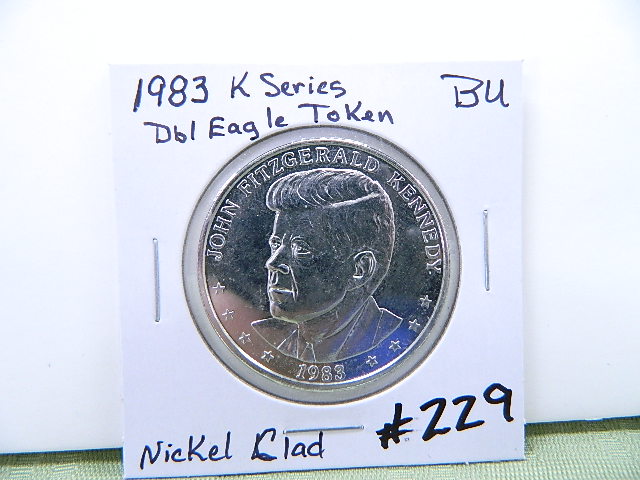 1983 K Series BU
Dbl Eagle Token
JOHN FITZGERALD KENNEDY
1983
#229
Nickel Clad